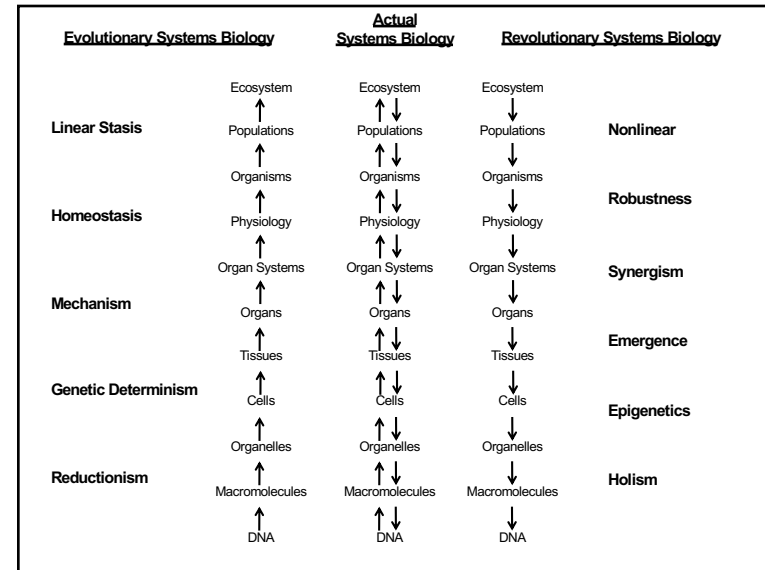 Actual
Evolutionary Systems Biology Systems Biology Revolutionary Systems Biology
Ecosystem Ecosystem Ecosystem
Linear Stasis Populations Populations Populations Nonlinear
Organisms Organisms Organisms
Robustness
Homeostasis Physiology Physiology Physiology
Organ Systems Organ Systems Organ Systems Synergism
Mechanism Organs Organs Organs
Emergence
Tissues Tissues Tissues
Genetic Determinism Cells Cells Cells
Epigenetics
Organelles Organelles Organelles
Reductionism Holism
Macromolecules Macromolecules Macromolecules
DNA DNA DNA